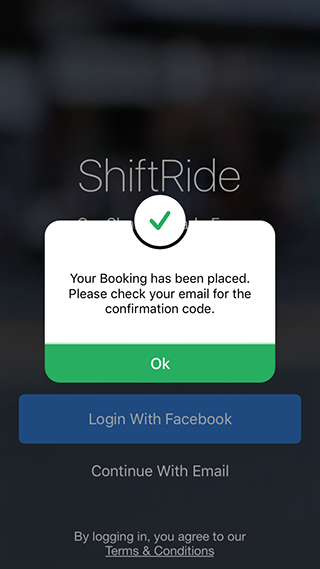 ShiftRide
Your Booking has been placed.
Please check your email for the
confirmation code.
Ok
Login With Facebook
Continue With Email
By logging in, you agree to our
Terms & Conditions